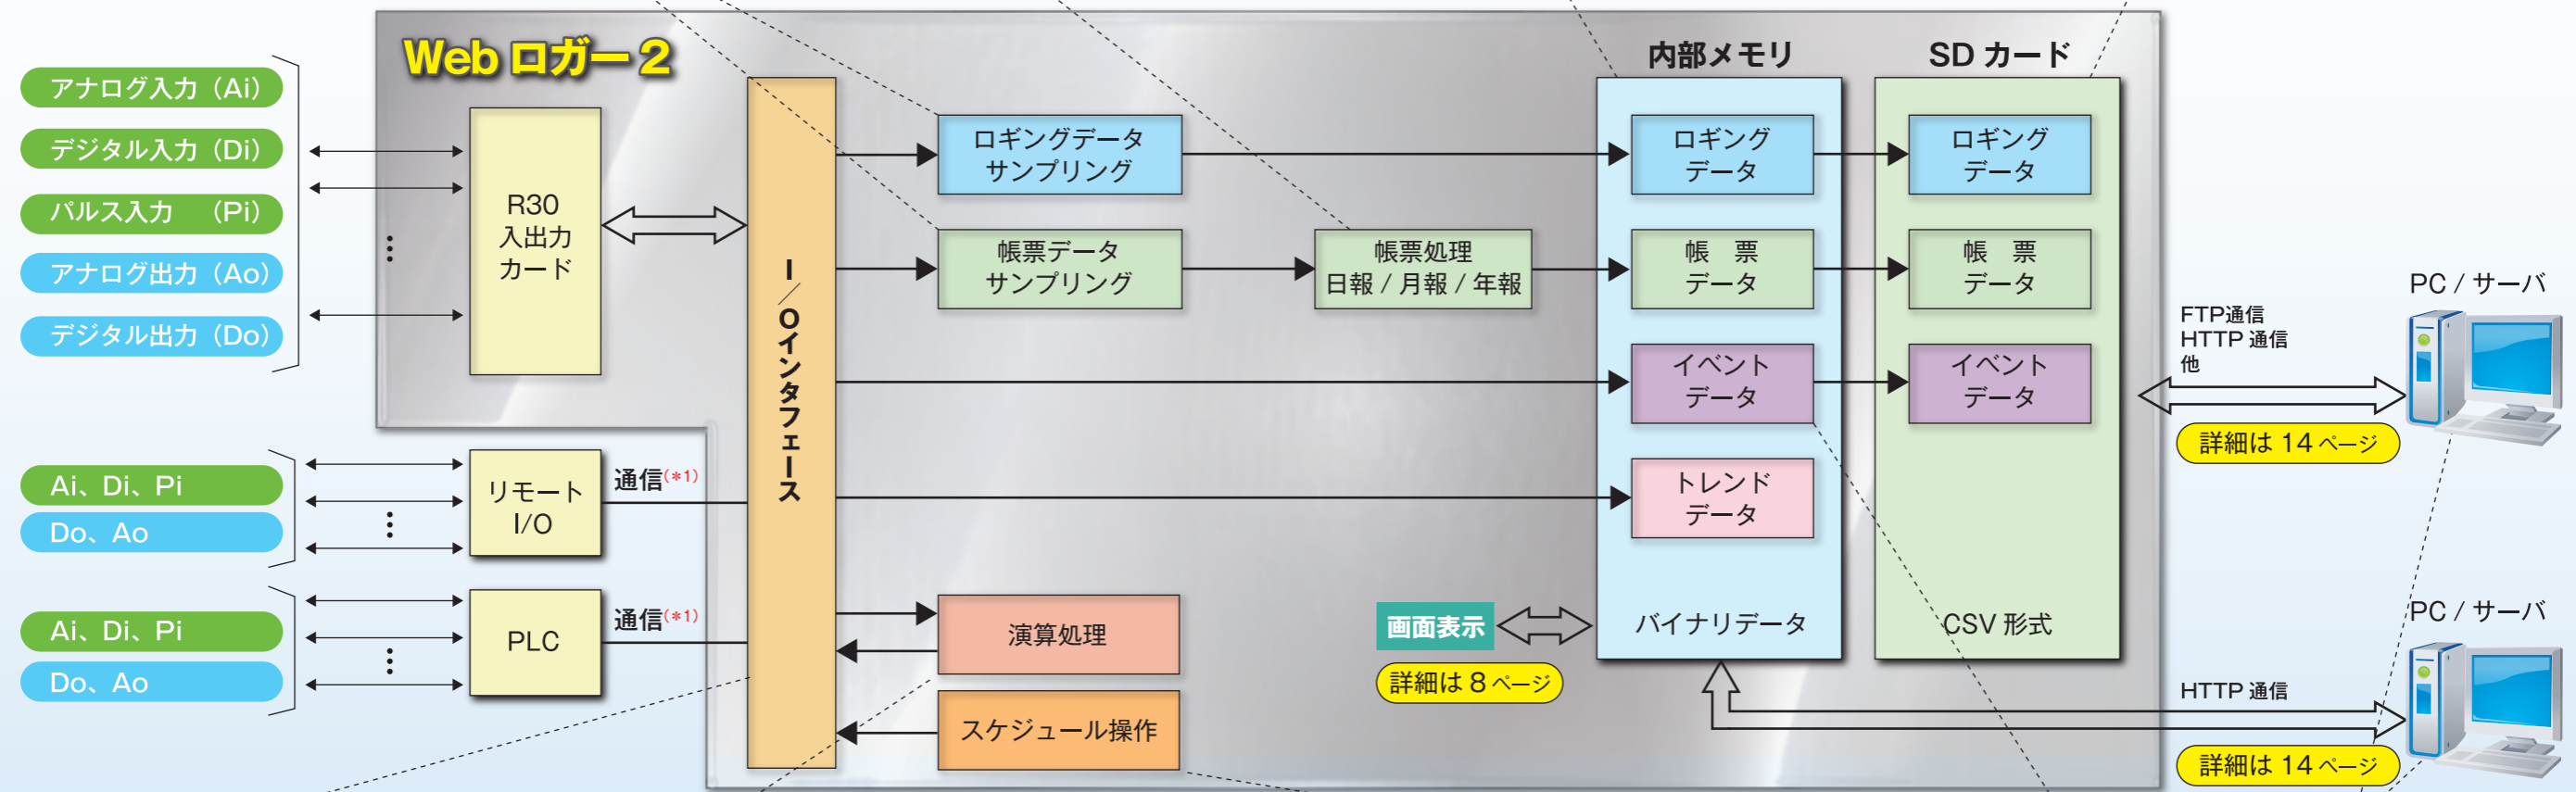 Web ロガー 2
アナログ入力（Ai）
デジタル入力（Di）
パルス入力　（Pi）
アナログ出力（Ao）
デジタル出力（Do）
R30
入出力
カード
Ai、Di、Pi
Do、Ao
リモート
I/O
通信(*1)
Ai、Di、Pi
Do、Ao
PLC
通信(*1)
I／Oインタフェース
ロギングデータ
サンプリング
帳票データ
サンプリング
帳票処理
日報 / 月報 / 年報
演算処理
スケジュール操作
画面表示
詳細は 8 ページ
内部メモリ
ロギング
データ
帳　票
データ
イベント
データ
トレンド
データ
バイナリデータ
SD カード
ロギング
データ
帳　票
データ
イベント
データ
CSV 形式
PC / サーバ
FTP通信
HTTP 通信
他
詳細は 14 ページ
PC / サーバ
HTTP 通信
詳細は 14 ページ